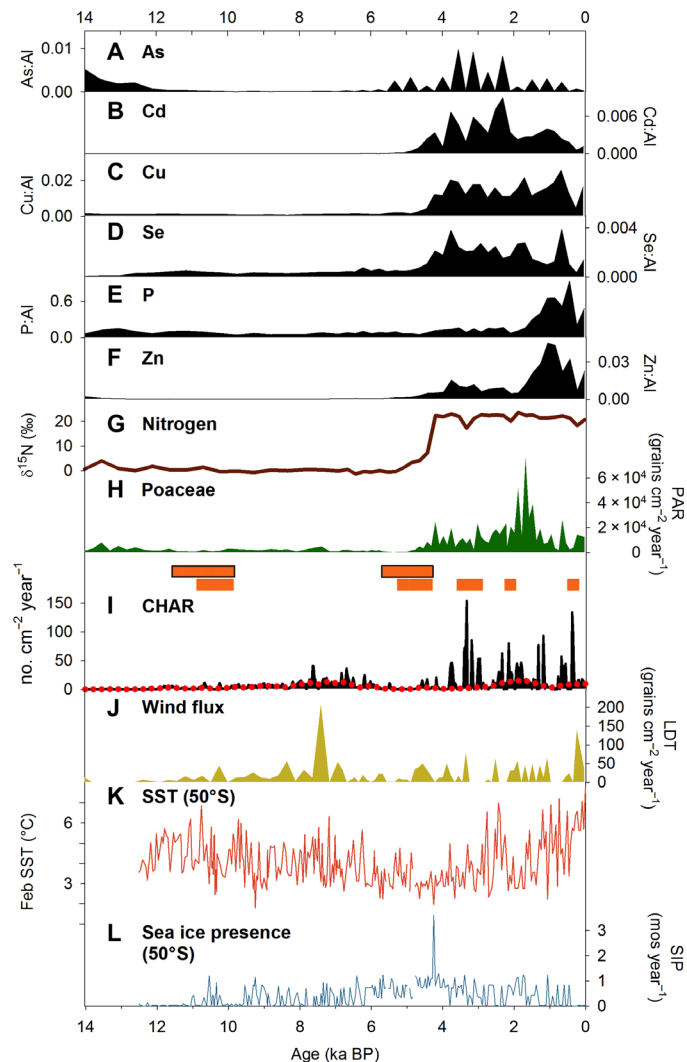 14 12 10 8 6 4 2 0
A As
As:Al
0.01
0.00
B Cd
Cd:Al
0.006
0.000
C Cu
Cu:Al
0.02
0.00
D Se
Se:Al
0.004
0.000
E P
P:Al
0.6
0.0
F Zn
Zn:Al
0.03
0.00
G Nitrogen
δ¹⁵N (‰)
20
10
0
H Poaceae
PAR
(grains cm⁻² year⁻¹)
6 × 10⁴
4 × 10⁴
2 × 10⁴
0
I CHAR
no. cm⁻² year⁻¹
150
100
50
0
J Wind flux
LDT
(grains cm⁻² year⁻¹)
200
150
100
50
0
K SST (50°S)
Feb SST (°C)
6
3
L Sea ice presence
(50°S)
SIP
(mos year⁻¹)
3
2
1
0
14 12 10 8 6 4 2 0
Age (ka BP)